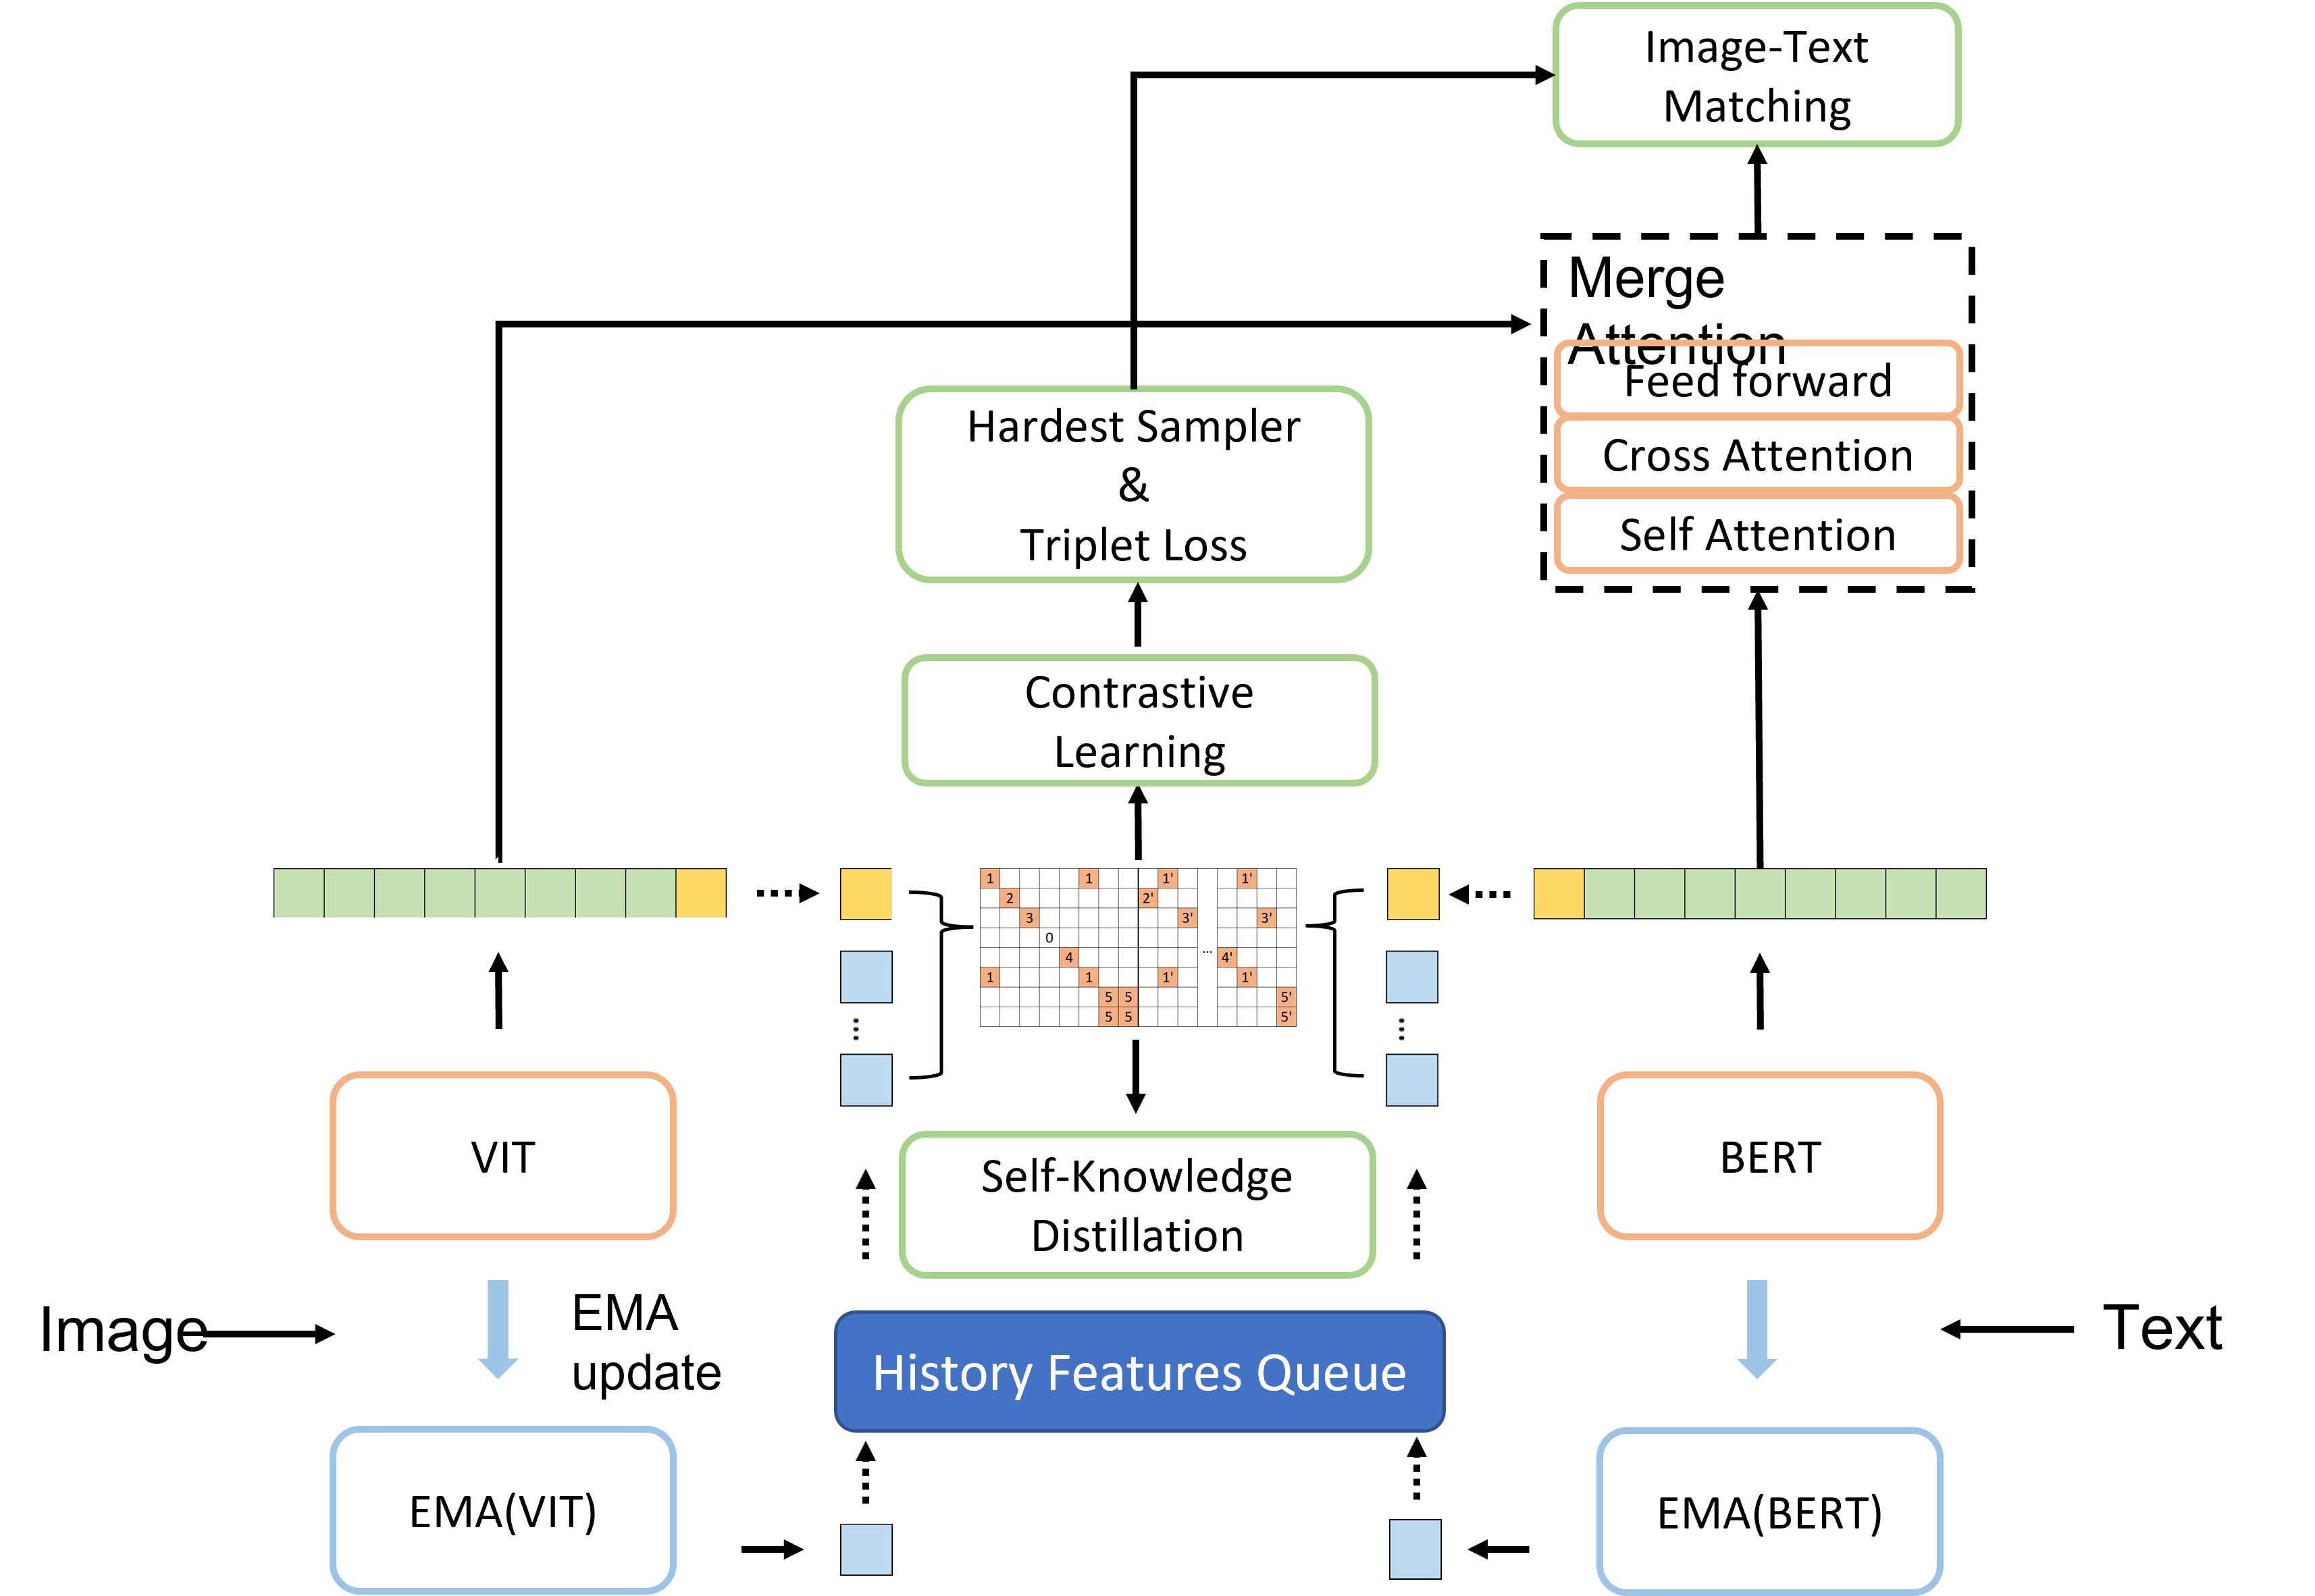 Image-Text
Matching
Merge
Attention
Feed forward
Cross Attention
Self Attention
Hardest Sampler
&
Triplet Loss
Contrastive
Learning
1 1 1' 1'
2 2'
3 3' 3'
0
4 ... 4'
1 1 1' 1'
5 5 5'
5 5 5'
VIT
BERT
Self-Knowledge
Distillation
Image
EMA
update
Text
History Features Queue
EMA(VIT)
EMA(BERT)